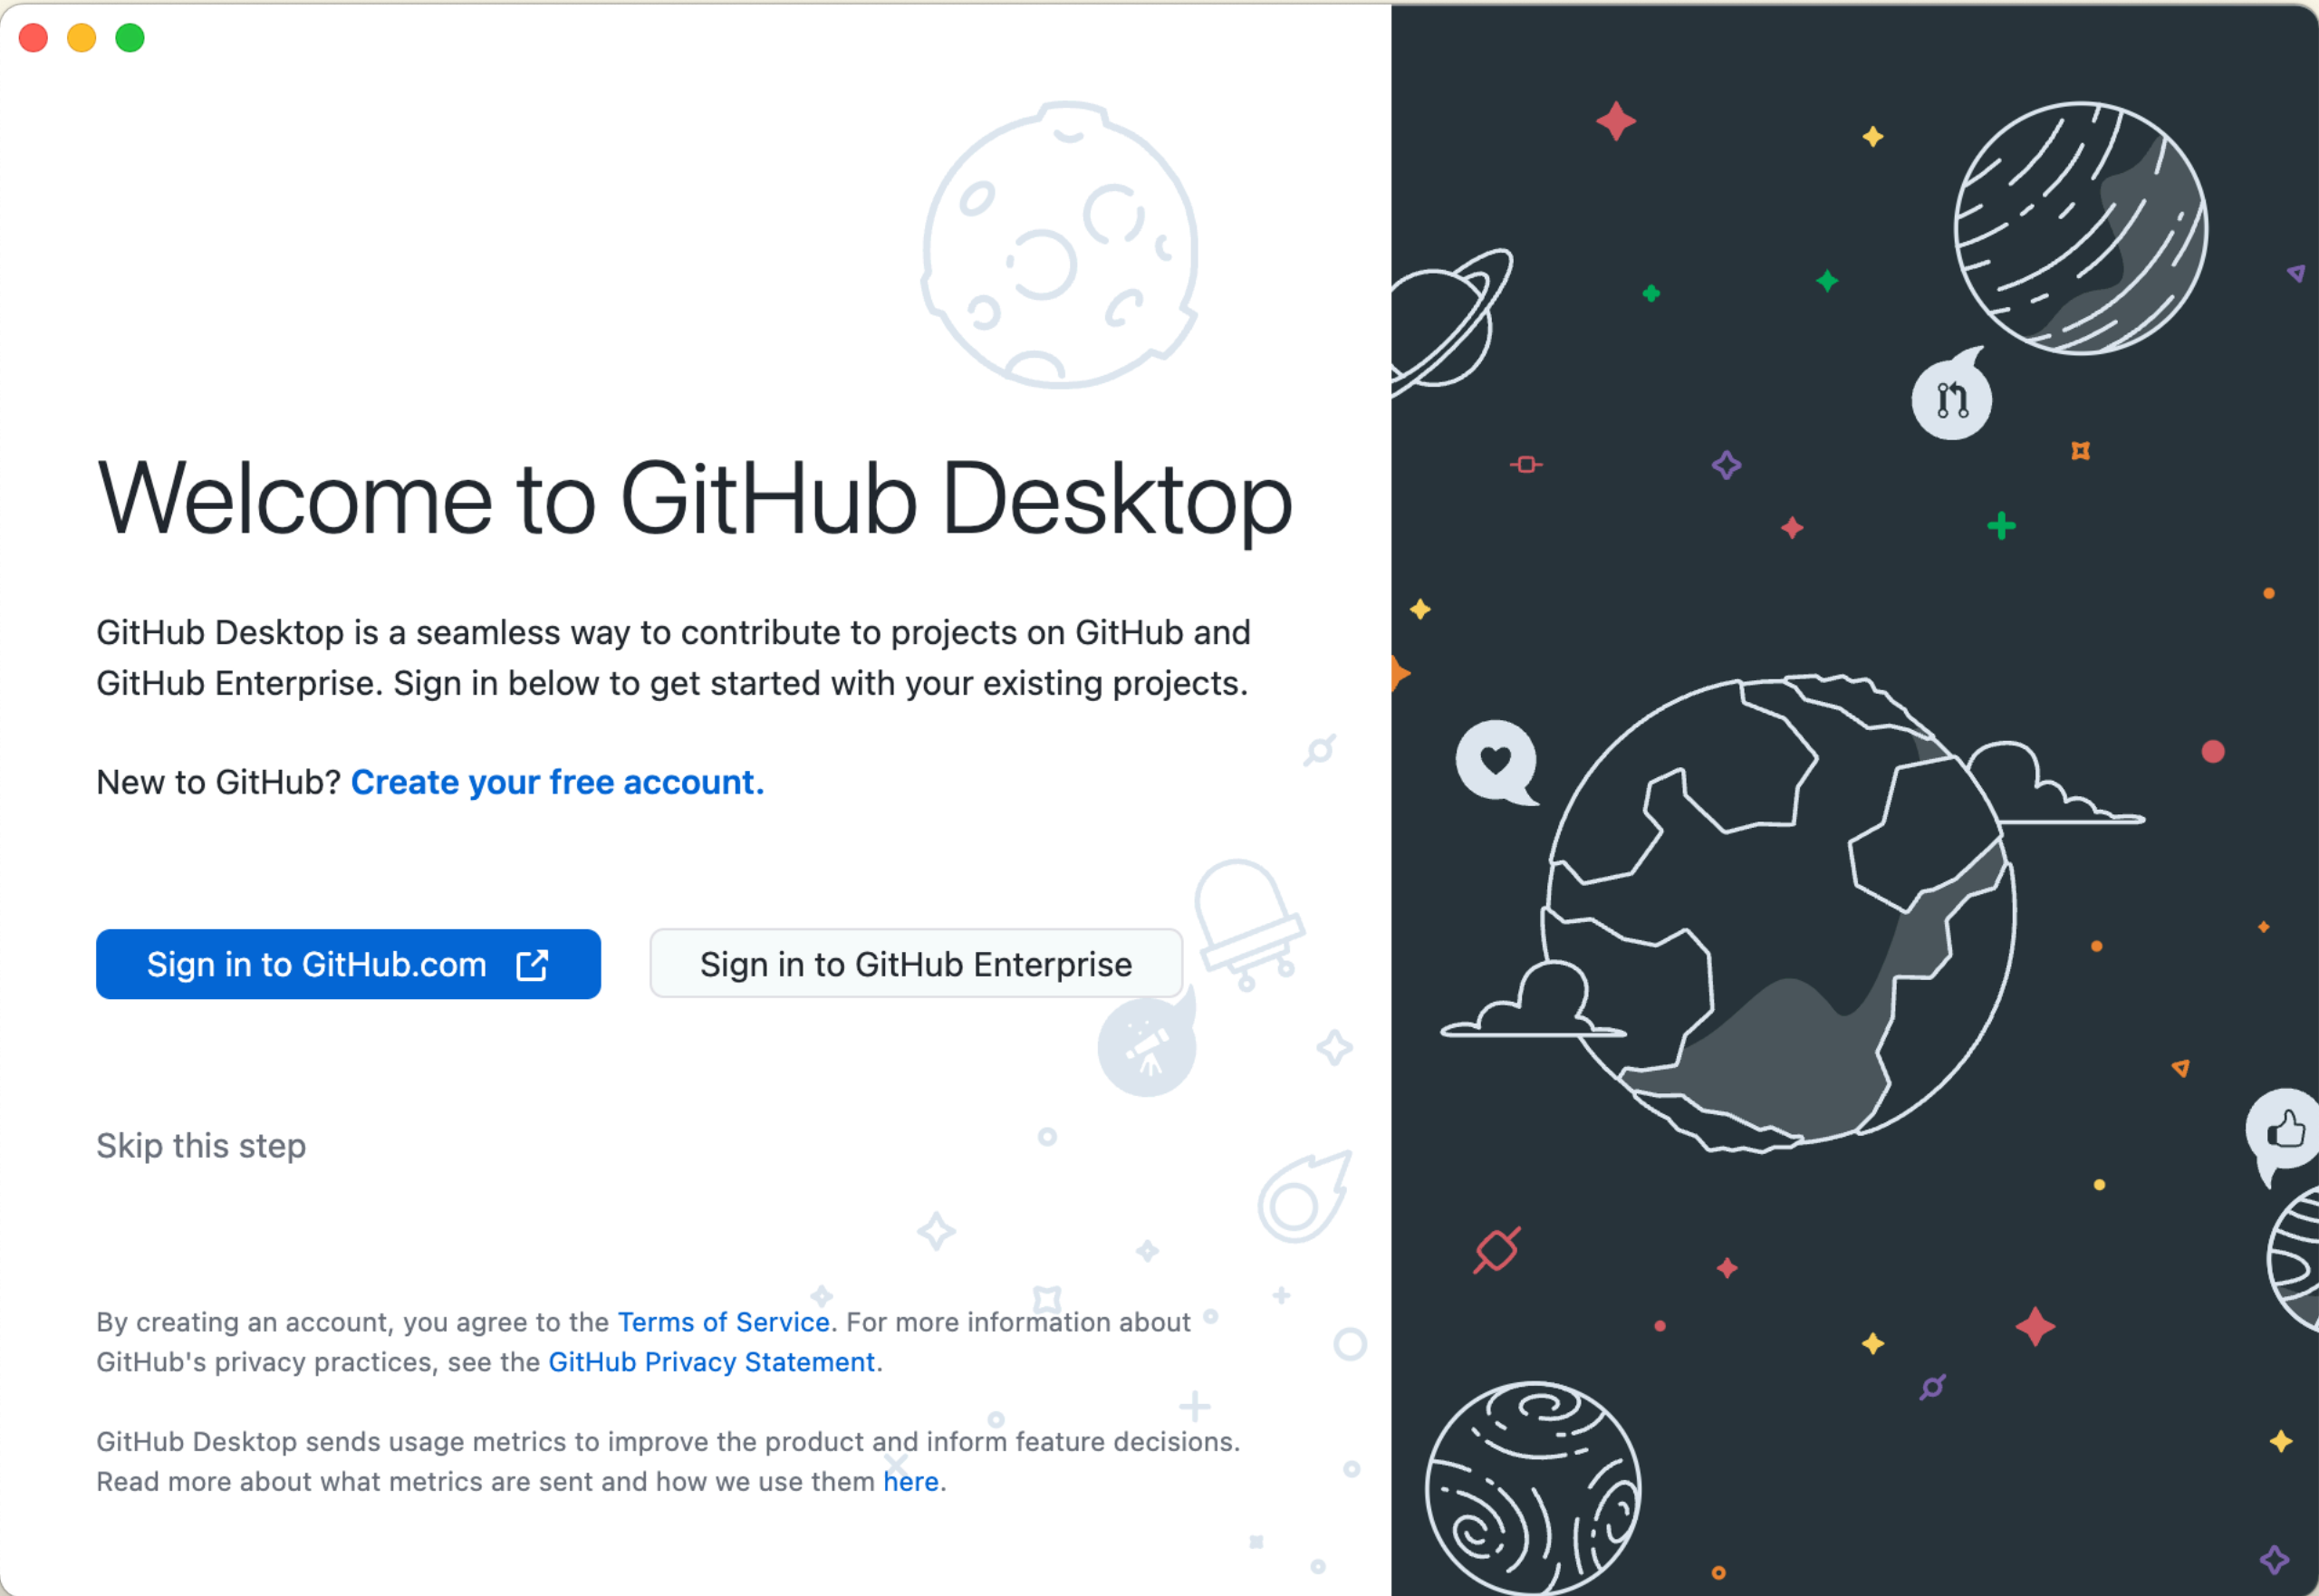 Welcome to GitHub Desktop
GitHub Desktop is a seamless way to contribute to projects on GitHub and
GitHub Enterprise. Sign in below to get started with your existing projects.
New to GitHub? Create your free account.
Sign in to GitHub.com
Sign in to GitHub Enterprise
Skip this step
By creating an account, you agree to the Terms of Service. For more information about
GitHub's privacy practices, see the GitHub Privacy Statement.
GitHub Desktop sends usage metrics to improve the product and inform feature decisions.
Read more about what metrics are sent and how we use them here.